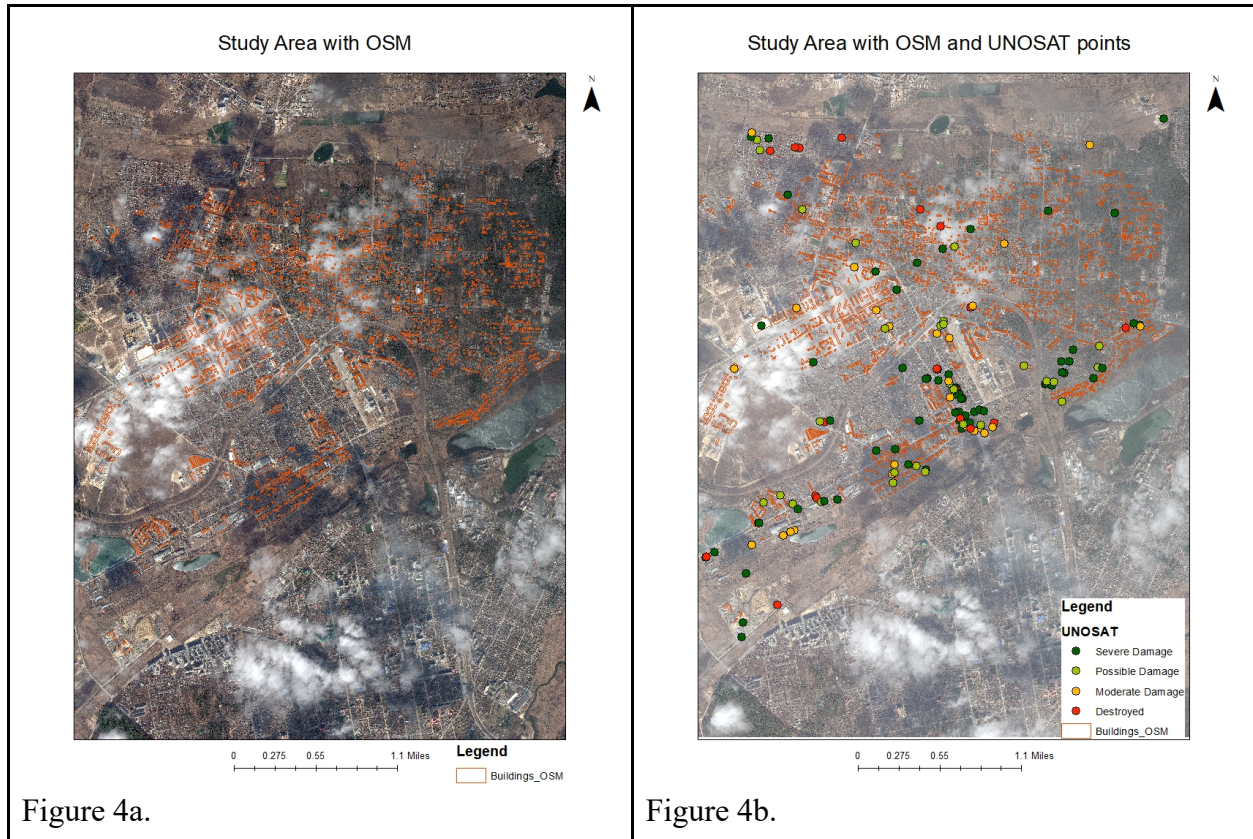 Study Area with OSM
N
0 0.275 0.55 1.1 Miles
Legend
Buildings_OSM
Figure 4a.
Study Area with OSM and UNOSAT points
N
Legend
UNOSAT
Severe Damage
Possible Damage
Moderate Damage
Destroyed
Buildings_OSM
0 0.275 0.55 1.1 Miles
Figure 4b.